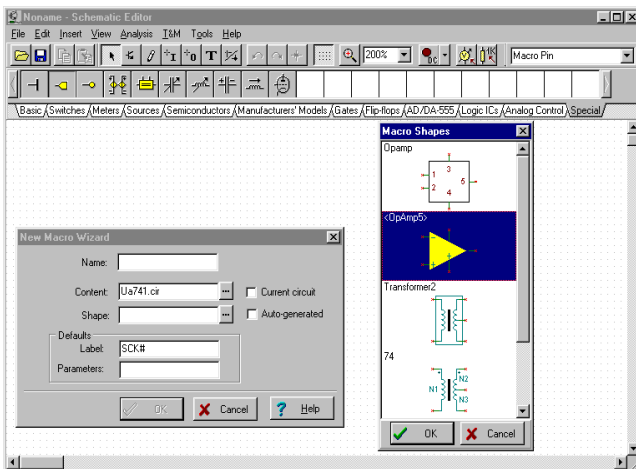 Noname - Schematic Editor
File Edit Insert View Analysis T&M Tools Help
T 200% DC 1K Macro Pin
Basic Switches Meters Sources Semiconductors Manufacturers' Models Gates Flip-flops AD/DA-555 Logic ICs Analog Control Special
Macro Shapes
Opamp
3
1
5
2
4
<OpAmp5>
Transformer2
74
N2
N1
N3
OK Cancel
New Macro Wizard
Name:
Content: Ua741.cir ... Current circuit
Shape: ... Auto-generated
Defaults
Label: SCK#
Parameters:
OK Cancel ? Help